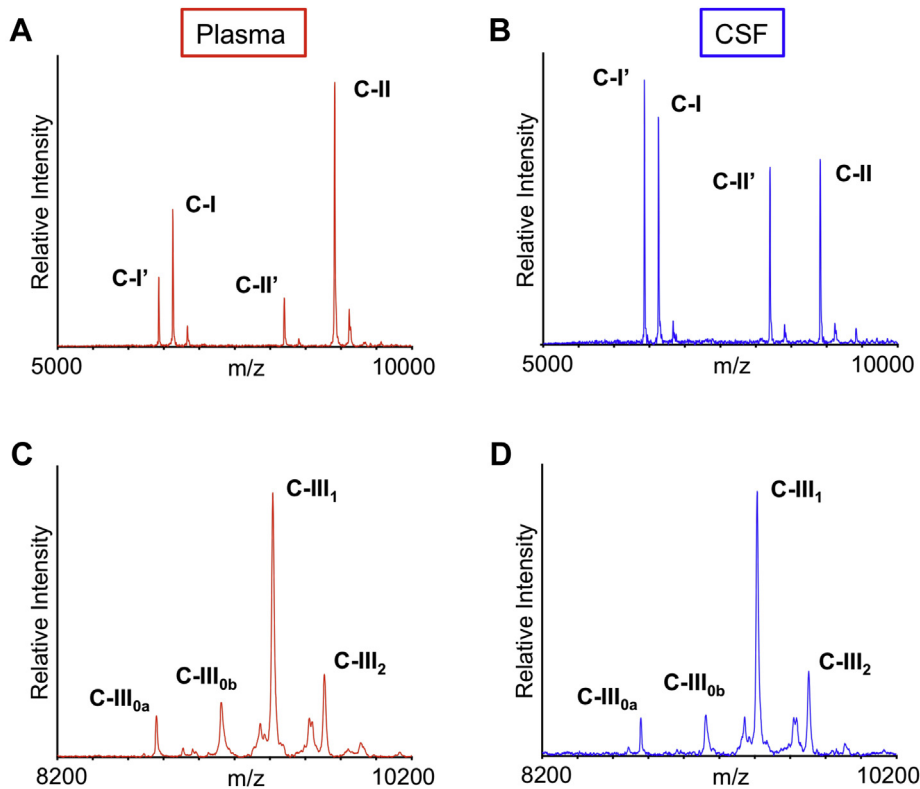 A
Plasma
Relative Intensity
C-I’
C-I
C-II’
C-II
5000
m/z
10000
B
CSF
Relative Intensity
C-I’
C-I
C-II’
C-II
5000
m/z
10000
C
Relative Intensity
C-III0a
C-III0b
C-III1
C-III2
8200
m/z
10200
D
Relative Intensity
C-III0a
C-III0b
C-III1
C-III2
8200
m/z
10200